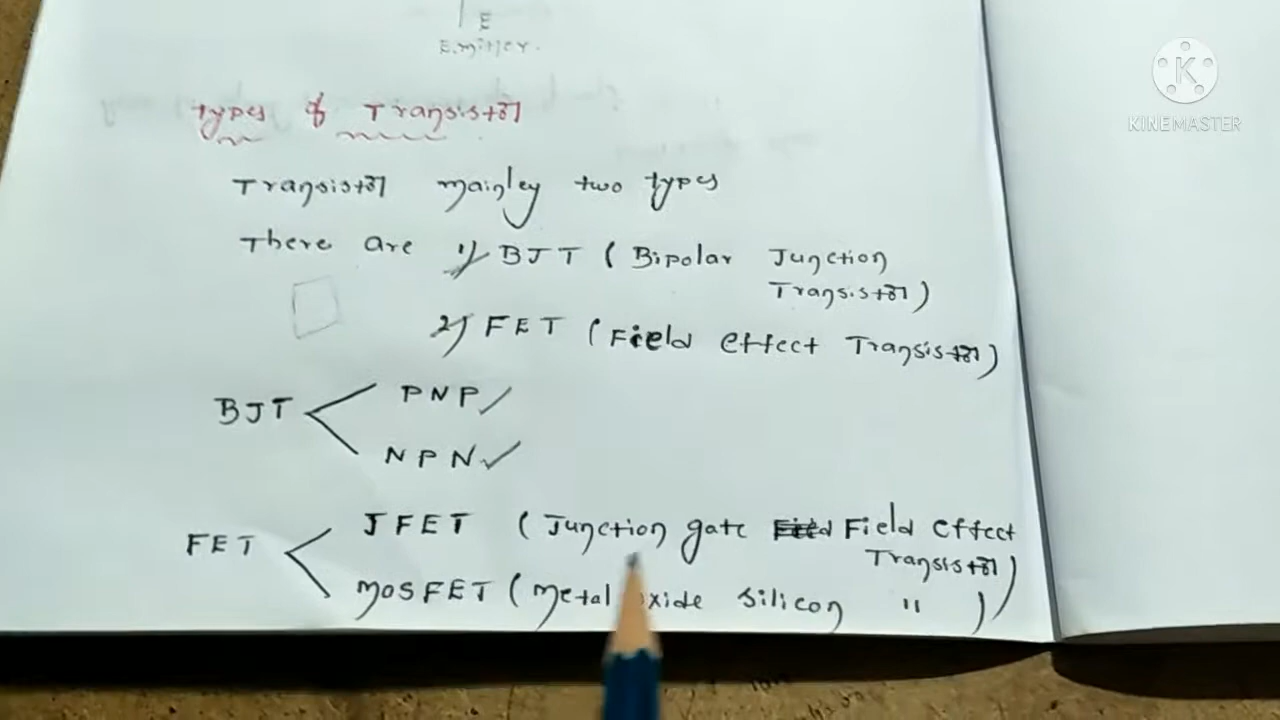 E
Emitter.
Types of Transistor
Transistor mainley two types
There are 1) BJT ( Bipolar Junction
Transistor)
2) FET ( Field effect Transistor)
BJT
PNP ✓
NPN ✓
FET
JFET ( Junction gate Field Effect
Transistor)
MOSFET ( Metal oxide silicon " )
K
KINEMASTER